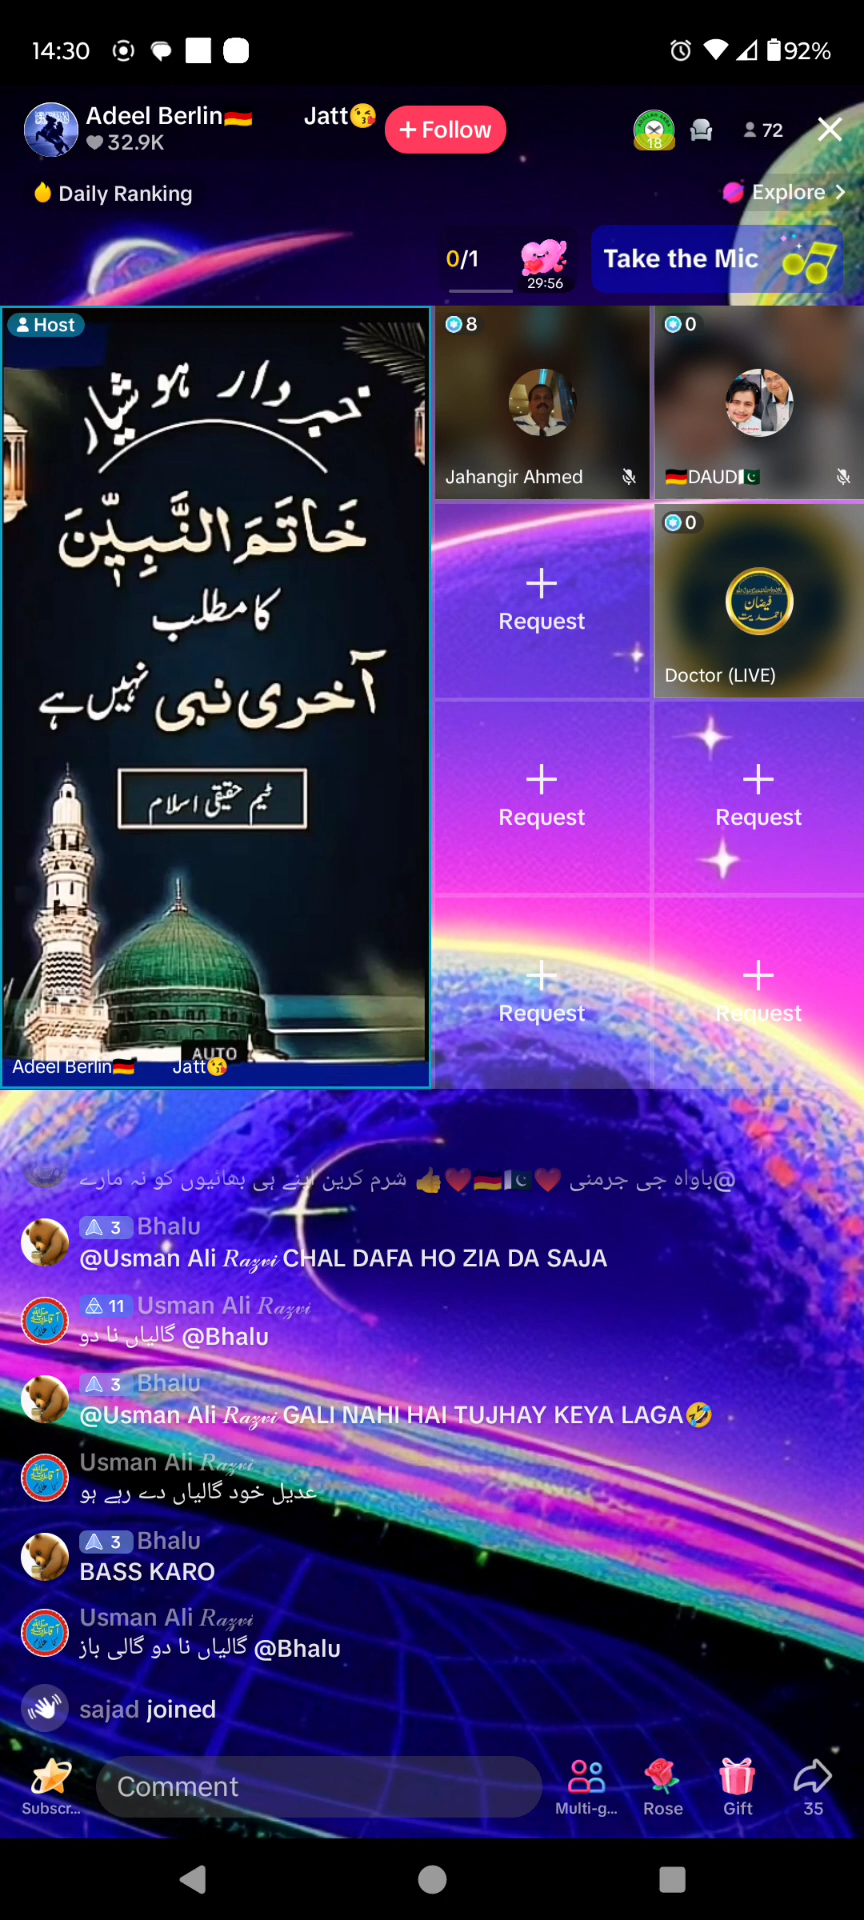 14:30
92%
Adeel Berlin🇩🇪 Jatt😘
32.9K
+ Follow
18
72
Daily Ranking
Explore
0/1
29:56
Take the Mic
Host
خبردار ہوشیار
خَاتَمَ النَّبِیّٖنَ
کا مطلب
آخری نبی نہیں ہے
ٹیم حقیقی اسلام
AUTO
Adeel Berlin🇩🇪 Jatt😘
8
Jahangir Ahmed
0
🇩🇪DAUD🇵🇰
Request
0
فیضان
احمدیت
Doctor (LIVE)
Request
Request
Request
Request
@باواہ جی جرمنی ❤️🇵🇰🇩🇪❤️👍 شرم کریں اپنے ہی بھائیوں کو نہ مارے
3 Bhalu
@Usman Ali 𝓡𝓪𝔃𝓿𝓲 CHAL DAFA HO ZIA DA SAJA
11 Usman Ali 𝓡𝓪𝔃𝓿𝓲
گالیاں نا دو @Bhalu
3 Bhalu
@Usman Ali 𝓡𝓪𝔃𝓿𝓲 GALI NAHI HAI TUJHAY KEYA LAGA🤣
Usman Ali 𝓡𝓪𝔃𝓿𝓲
عدیل خود گالیاں دے رہے ہو
3 Bhalu
BASS KARO
Usman Ali 𝓡𝓪𝔃𝓿𝓲
گالیاں نا دو گالی باز @Bhalu
sajad joined
Subscr...
Comment
Multi-g...
Rose
Gift
35